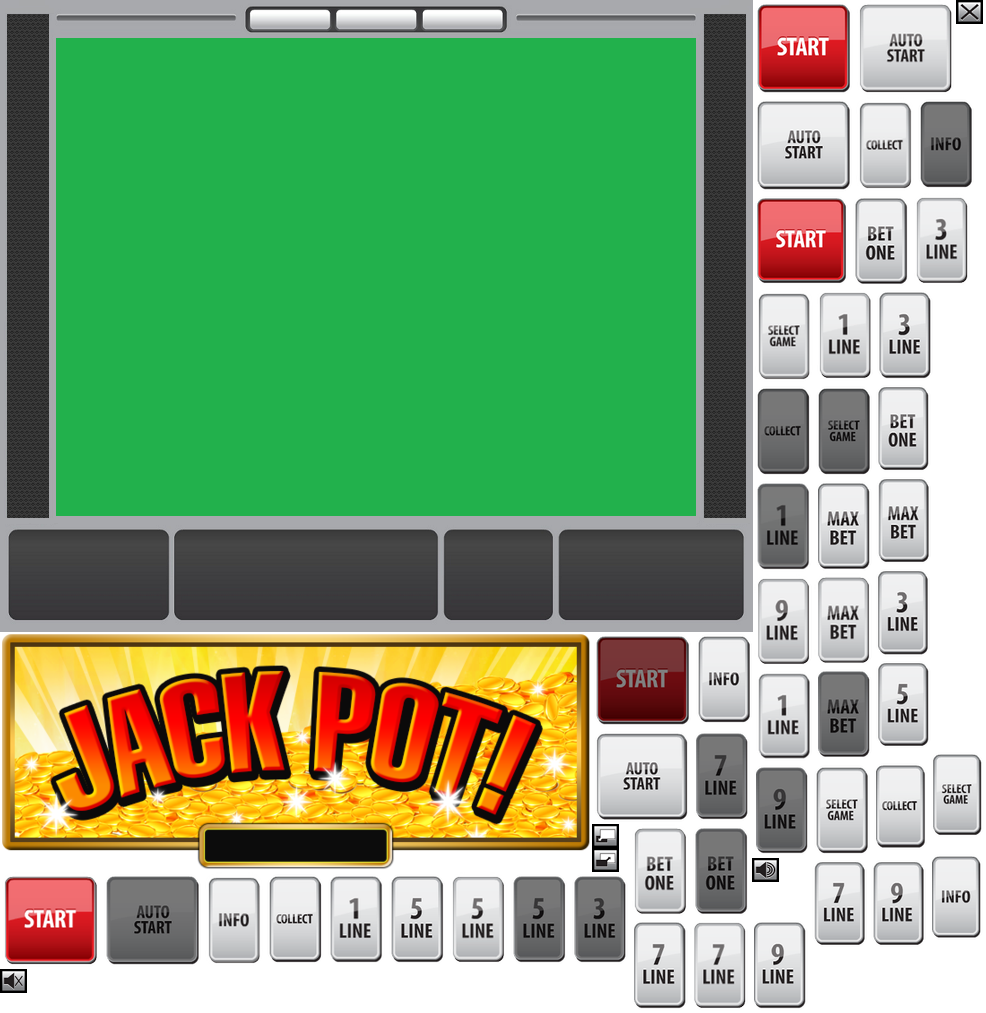 START
AUTO
START
AUTO
START
COLLECT
INFO
START
BET
ONE
3
LINE
SELECT
GAME
1
LINE
3
LINE
COLLECT
SELECT
GAME
BET
ONE
1
LINE
MAX
BET
MAX
BET
9
LINE
MAX
BET
3
LINE
JACK POT!
START
INFO
1
LINE
MAX
BET
5
LINE
AUTO
START
7
LINE
9
LINE
SELECT
GAME
COLLECT
SELECT
GAME
BET
ONE
BET
ONE
START
AUTO
START
INFO
COLLECT
1
LINE
5
LINE
5
LINE
5
LINE
3
LINE
7
LINE
9
LINE
INFO
7
LINE
7
LINE
9
LINE